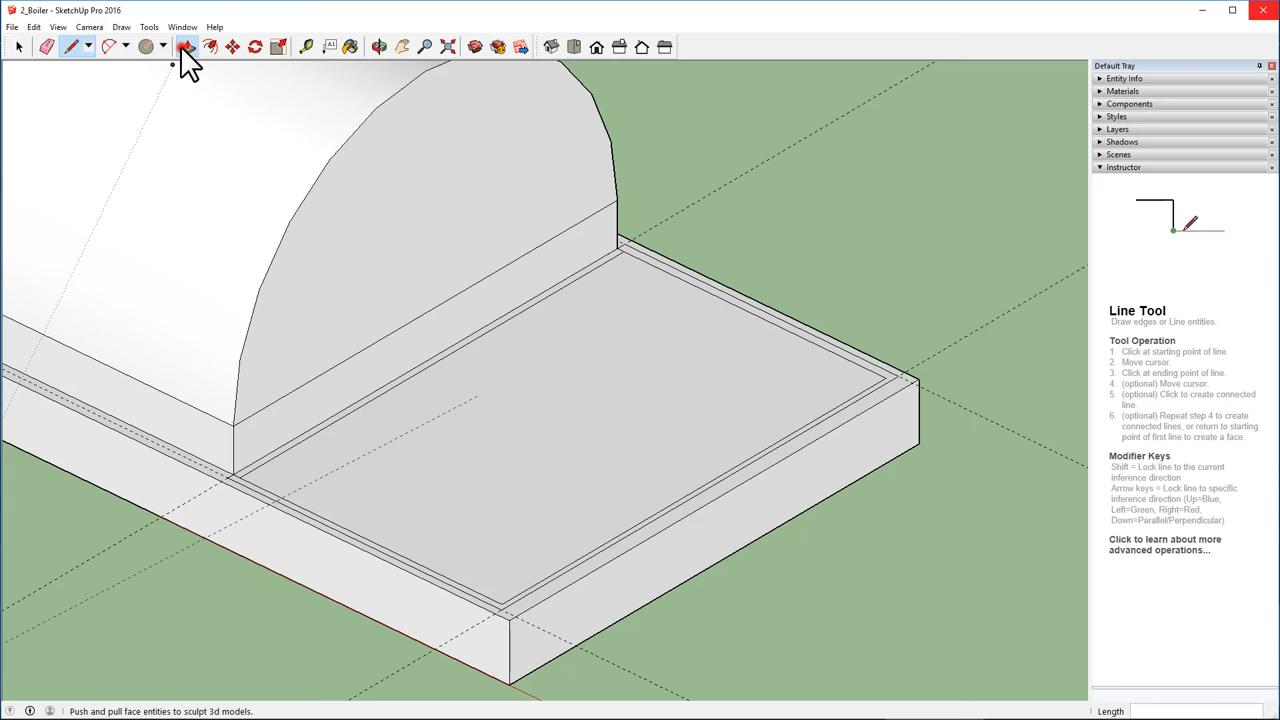 2_Boiler - SketchUp Pro 2016
File Edit View Camera Draw Tools Window Help
A1
Default Tray
Entity Info
Materials
Components
Styles
Layers
Shadows
Scenes
Instructor
Line Tool
Draw edges or Line entities.
Tool Operation
1. Click at starting point of line.
2. Move cursor.
3. Click at ending point of line.
4. (optional) Move cursor.
5. (optional) Click to create connected
line.
6. (optional) Repeat step 4 to create
connected lines, or return to starting
point of first line to create a face.
Modifier Keys
Shift = Lock line to the current
inference direction
Arrow keys = Lock line to specific
inference direction (Up=Blue,
Left=Green, Right=Red,
Down=Parallel/Perpendicular)
Click to learn about more
advanced operations...
Push and pull face entities to sculpt 3d models.
Length